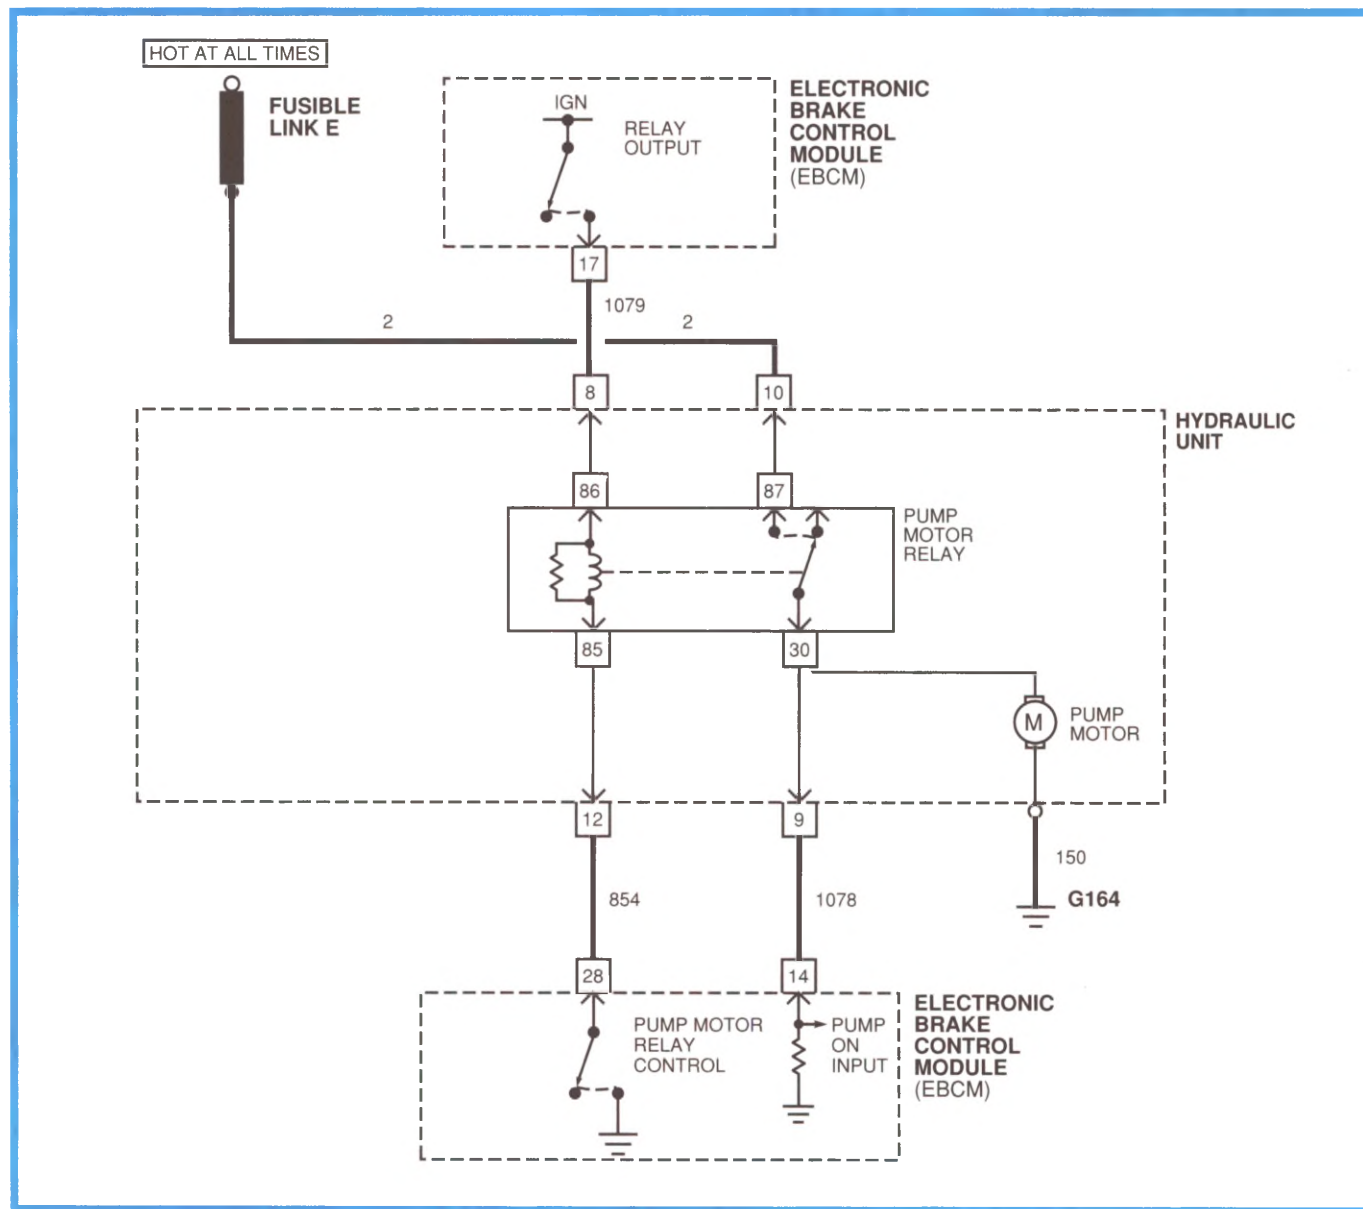 HOT AT ALL TIMES
FUSIBLE
LINK E
IGN
RELAY
OUTPUT
ELECTRONIC
BRAKE
CONTROL
MODULE
(EBCM)
17
1079
2
2
8
10
HYDRAULIC
UNIT
86
87
PUMP
MOTOR
RELAY
85
30
M
PUMP
MOTOR
12
9
150
854
1078
G164
28
14
PUMP MOTOR
RELAY
CONTROL
PUMP
ON
INPUT
ELECTRONIC
BRAKE
CONTROL
MODULE
(EBCM)